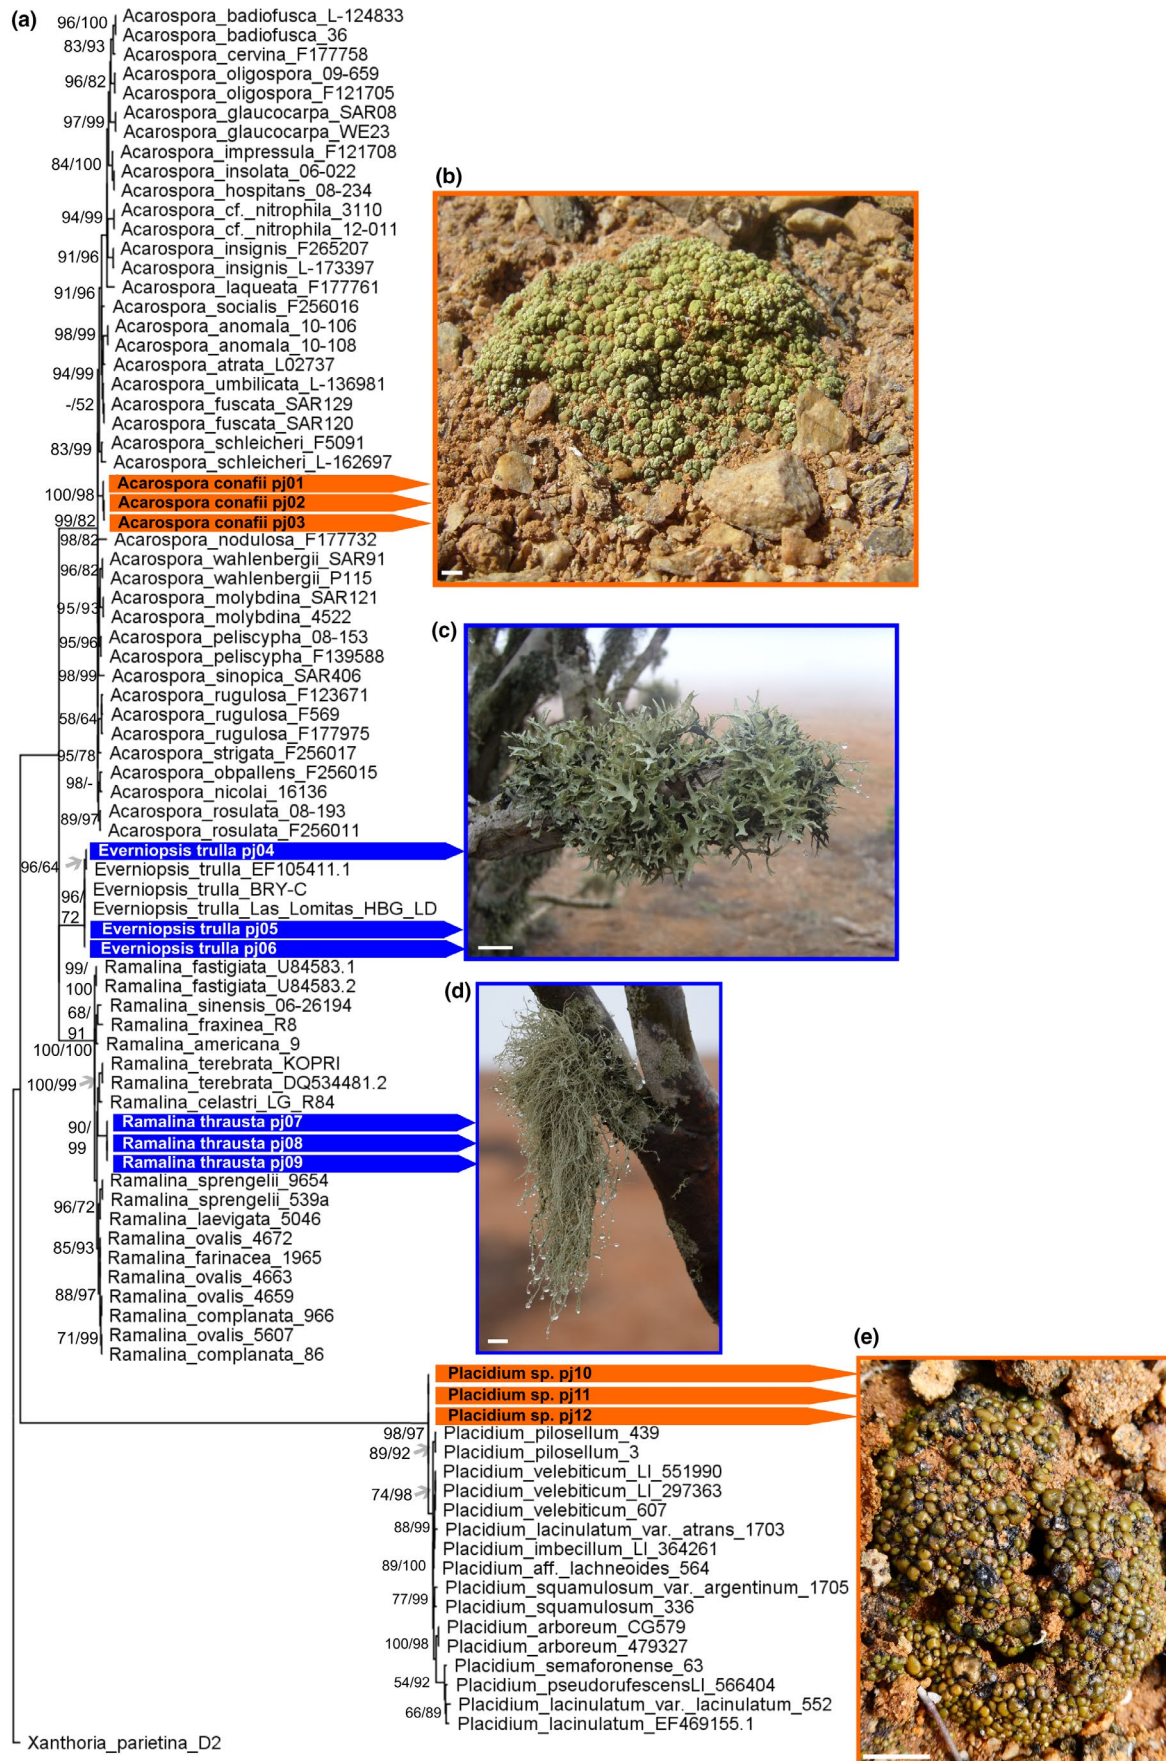 (a)
96/100
Acarospora_badiofusca_L-124833
Acarospora_badiofusca_36
83/93
Acarospora_cervina_F177758
Acarospora_oligospora_09-659
96/82
Acarospora_oligospora_F121705
Acarospora_glaucocarpa_SAR08
97/99
Acarospora_glaucocarpa_WE23
Acarospora_impressula_F121708
84/100
Acarospora_insolata_06-022
Acarospora_hospitans_08-234
Acarospora_cf._nitrophila_3110
94/99
Acarospora_cf._nitrophila_12-011
Acarospora_insignis_F265207
91/96
Acarospora_insignis_L-173397
Acarospora_laqueata_F177761
91/96
Acarospora_socialis_F256016
Acarospora_anomala_10-106
98/99
Acarospora_anomala_10-108
Acarospora_atrata_L02737
94/99
Acarospora_umbilicata_L-136981
-/52
Acarospora_fuscata_SAR129
Acarospora_fuscata_SAR120
Acarospora_schleicheri_F5091
83/99
Acarospora_schleicheri_L-162697
Acarospora conafii pj01
100/98
Acarospora conafii pj02
99/82
Acarospora conafii pj03
98/82
Acarospora_nodulosa_F177732
Acarospora_wahlenbergii_SAR91
96/82
Acarospora_wahlenbergii_P115
Acarospora_molybdina_SAR121
95/93
Acarospora_molybdina_4522
Acarospora_peliscypha_08-153
95/96
Acarospora_peliscypha_F139588
98/99
Acarospora_sinopica_SAR406
Acarospora_rugulosa_F123671
58/64
Acarospora_rugulosa_F569
Acarospora_rugulosa_F177975
95/78
Acarospora_strigata_F256017
Acarospora_obpallens_F256015
98/-
Acarospora_nicolai_16136
Acarospora_rosulata_08-193
89/97
Acarospora_rosulata_F256011
Everniopsis trulla pj04
96/64
Everniopsis_trulla_EF105411.1
Everniopsis_trulla_BRY-C
96/
72
Everniopsis_trulla_Las_Lomitas_HBG_LD
Everniopsis trulla pj05
Everniopsis trulla pj06
99/
100
Ramalina_fastigiata_U84583.1
Ramalina_fastigiata_U84583.2
68/
91
Ramalina_sinensis_06-26194
Ramalina_fraxinea_R8
100/100
Ramalina_americana_9
Ramalina_terebrata_KOPRI
100/99
Ramalina_terebrata_DQ534481.2
Ramalina_celastri_LG_R84
Ramalina thrausta pj07
90/
99
Ramalina thrausta pj08
Ramalina thrausta pj09
Ramalina_sprengelii_9654
Ramalina_sprengelii_539a
96/72
Ramalina_laevigata_5046
Ramalina_ovalis_4672
85/93
Ramalina_farinacea_1965
Ramalina_ovalis_4663
88/97
Ramalina_ovalis_4659
Ramalina_complanata_966
71/99
Ramalina_ovalis_5607
Ramalina_complanata_86
Placidium sp. pj10
Placidium sp. pj11
Placidium sp. pj12
98/97
Placidium_pilosellum_439
89/92
Placidium_pilosellum_3
Placidium_velebiticum_LI_551990
74/98
Placidium_velebiticum_LI_297363
Placidium_velebiticum_607
88/99
Placidium_lacinulatum_var._atrans_1703
Placidium_imbecillum_LI_364261
89/100
Placidium_aff._lachneoides_564
Placidium_squamulosum_var._argentinum_1705
77/99
Placidium_squamulosum_336
Placidium_arboreum_CG579
100/98
Placidium_arboreum_479327
Placidium_semaforonense_63
54/92
Placidium_pseudorufescensLI_566404
66/89
Placidium_lacinulatum_var._lacinulatum_552
Placidium_lacinulatum_EF469155.1
Xanthoria_parietina_D2
(b)
(c)
(d)
(e)